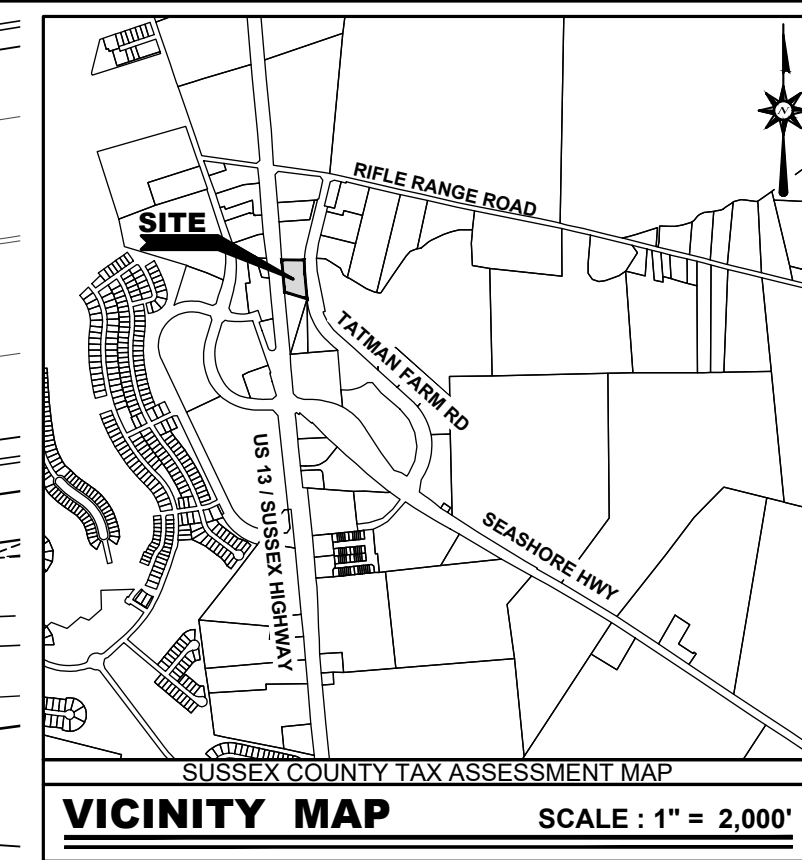 N
RIFLE RANGE ROAD
SITE
TATMAN FARM RD
US 13 / SUSSEX HIGHWAY
SEASHORE HWY
SUSSEX COUNTY TAX ASSESSMENT MAP
VICINITY MAP SCALE : 1" = 2,000'